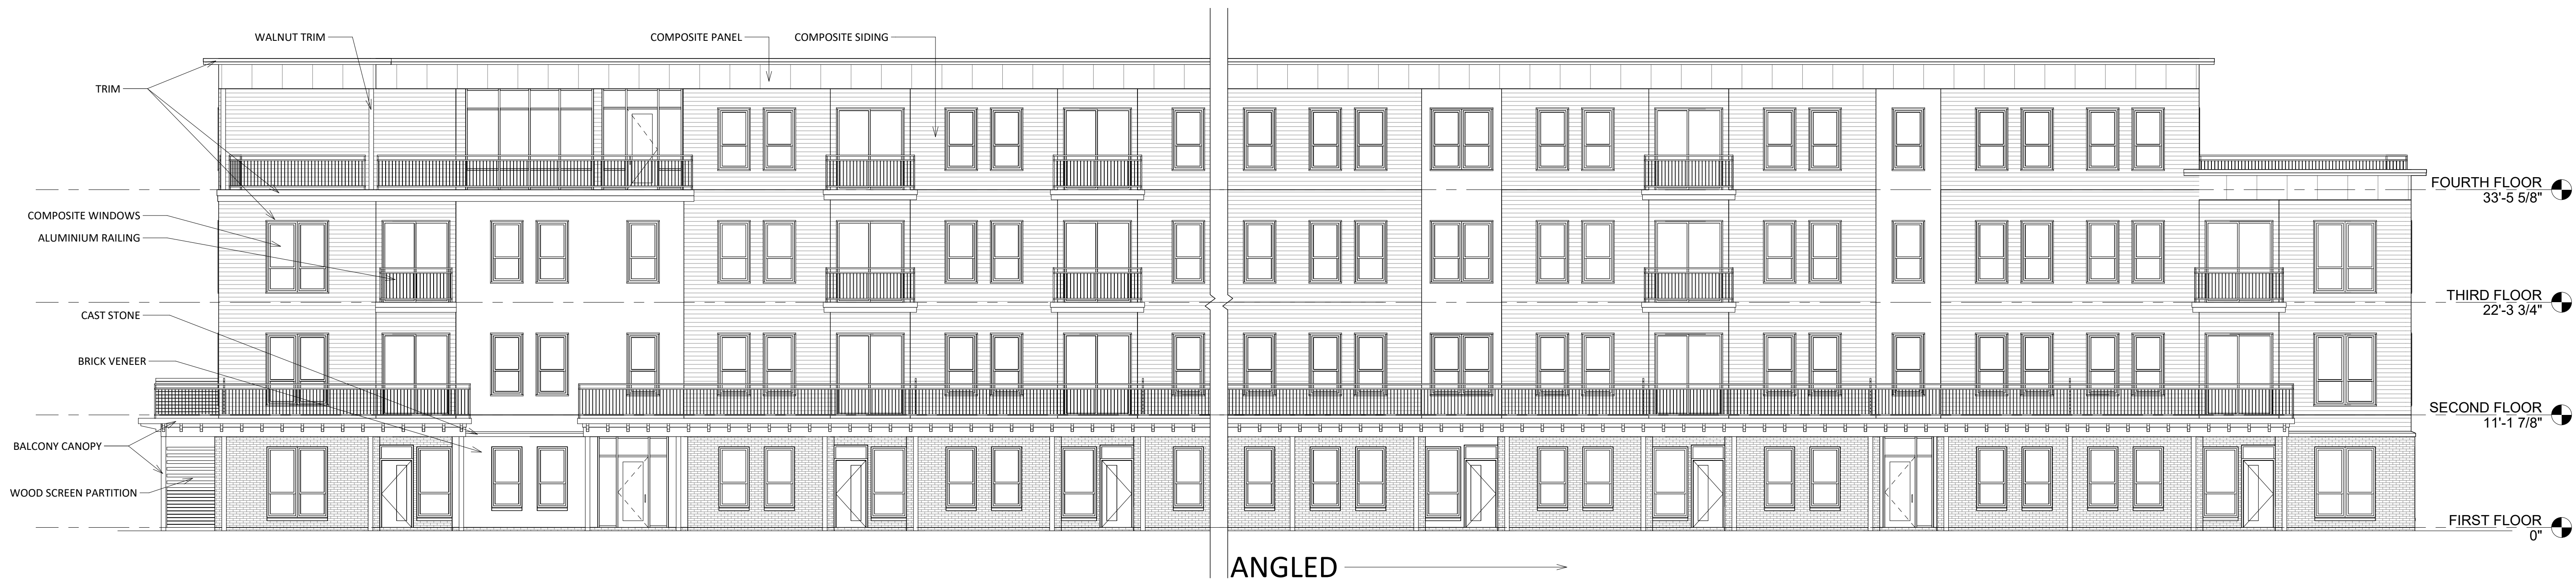 WALNUT TRIM
COMPOSITE PANEL
COMPOSITE SIDING
TRIM
COMPOSITE WINDOWS
ALUMINIUM RAILING
CAST STONE
BRICK VENEER
BALCONY CANOPY
WOOD SCREEN PARTITION
FOURTH FLOOR
33'-5 5/8"
THIRD FLOOR
22'-3 3/4"
SECOND FLOOR
11'-1 7/8"
FIRST FLOOR
0"
ANGLED